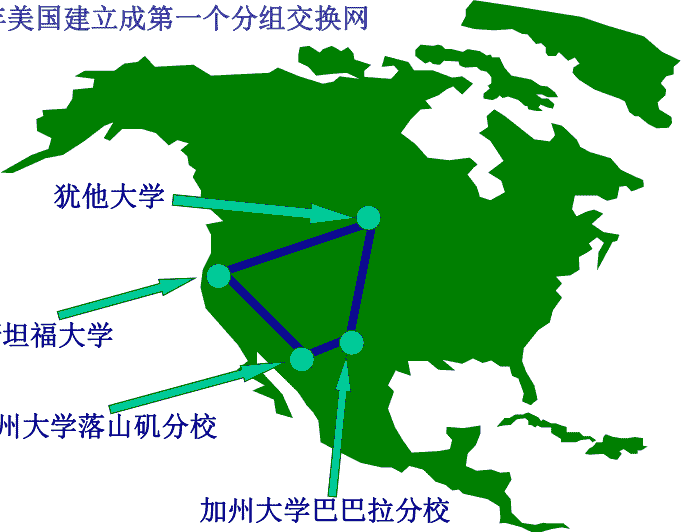 年美国建立成第一个分组交换网
犹他大学
斯坦福大学
州大学落山矶分校
加州大学巴巴拉分校